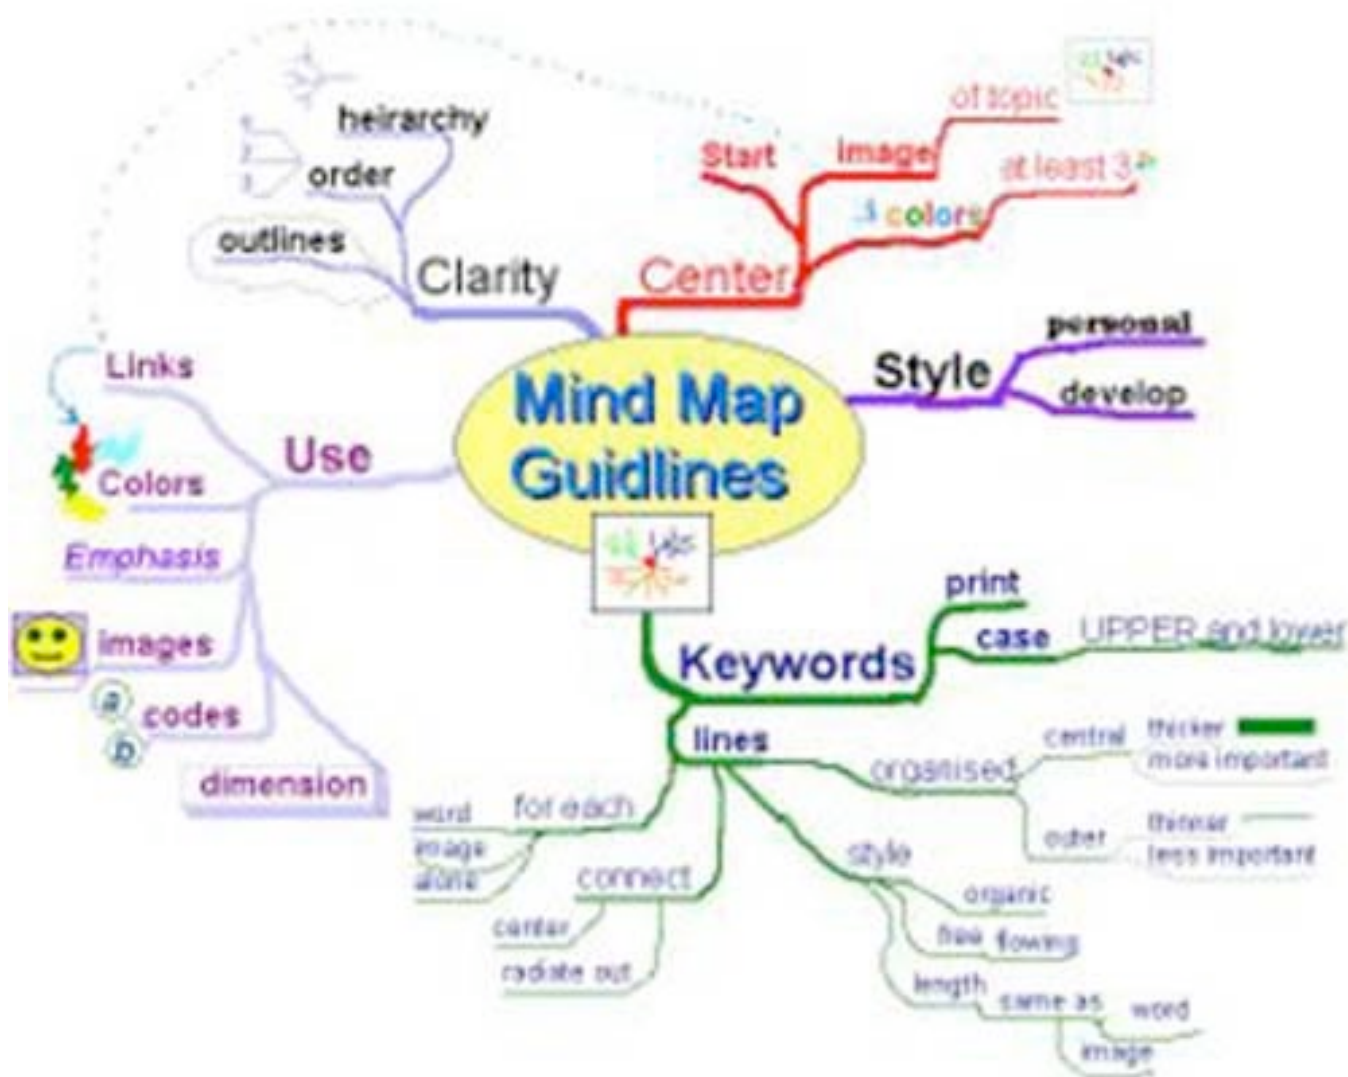 Mind Map
Guidlines
Center
Start
image
of topic
colors
at least 3
Style
personal
develop
Keywords
print
case
UPPER and lower
lines
organised
central
thicker
more important
outer
thinner
less important
style
organic
free flowing
length
same as
word
image
connect
center
radiate out
for each
word
image
alone
Use
Links
Colors
Emphasis
images
codes
a
b
dimension
Clarity
heirarchy
order
outlines